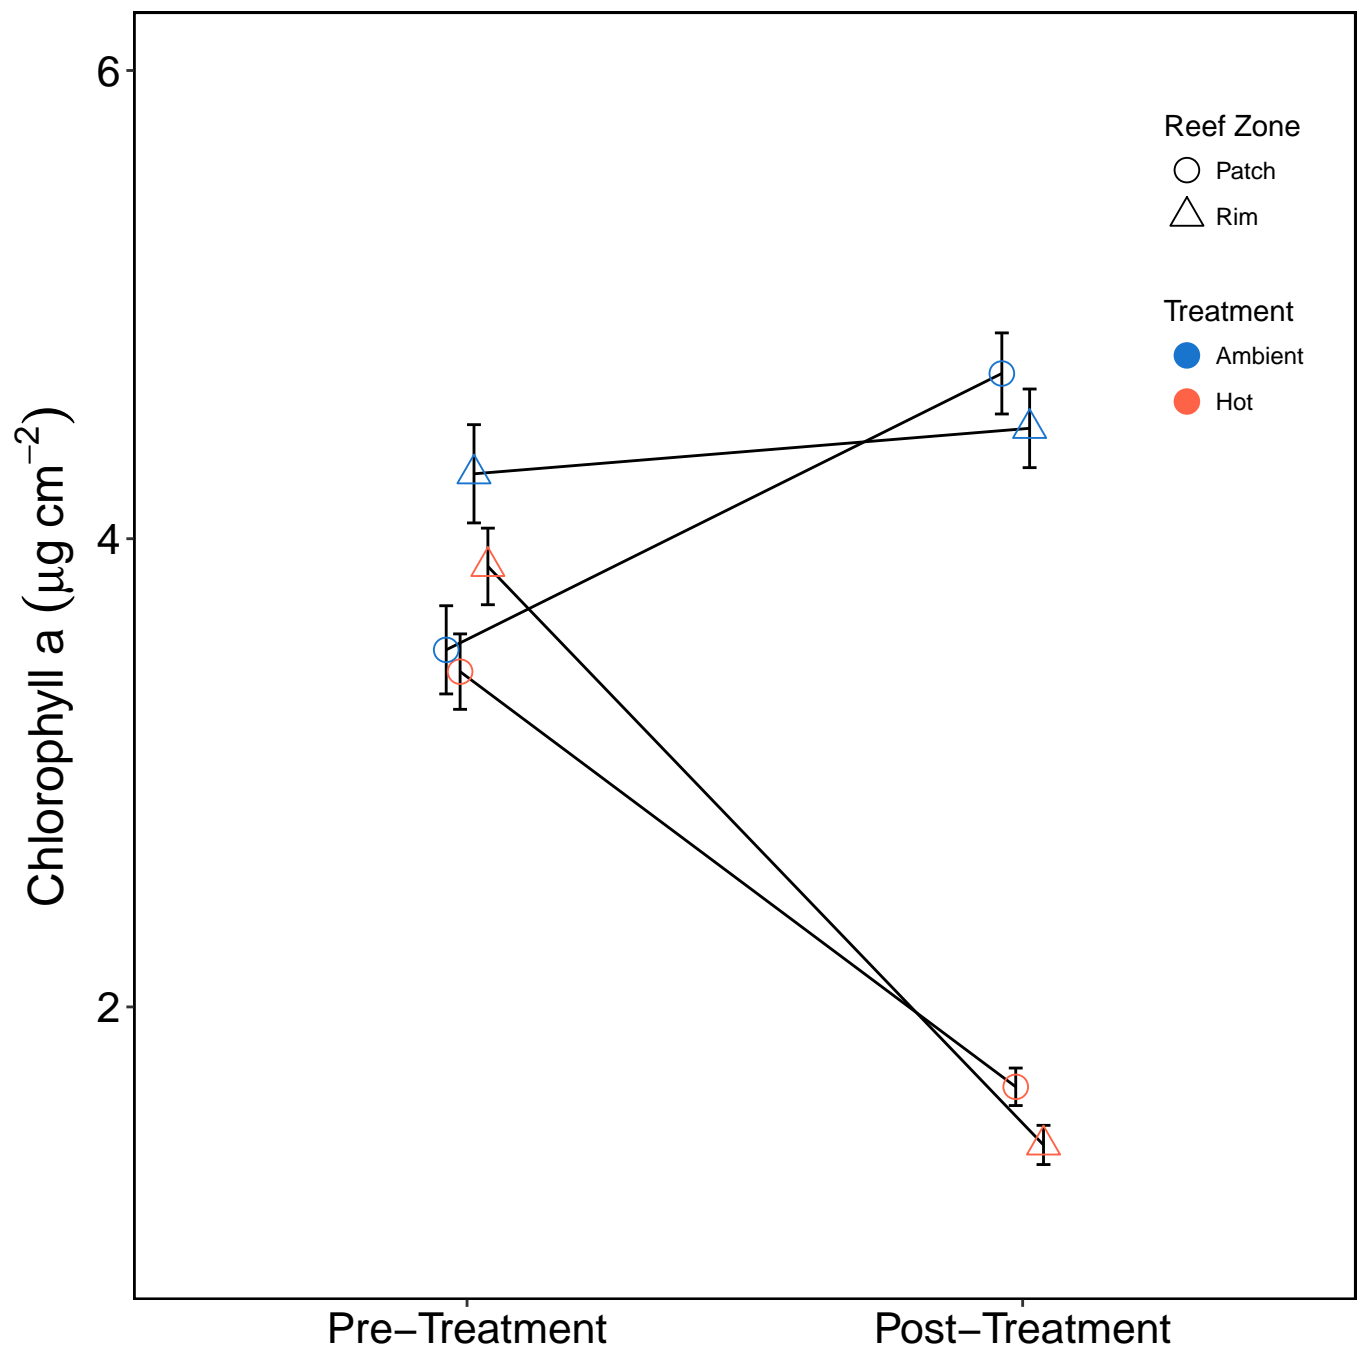 6
4
2
Chlorophyll a (μg cm⁻²)
Reef Zone
Patch
Rim
Treatment
Ambient
Hot
Pre−Treatment
Post−Treatment